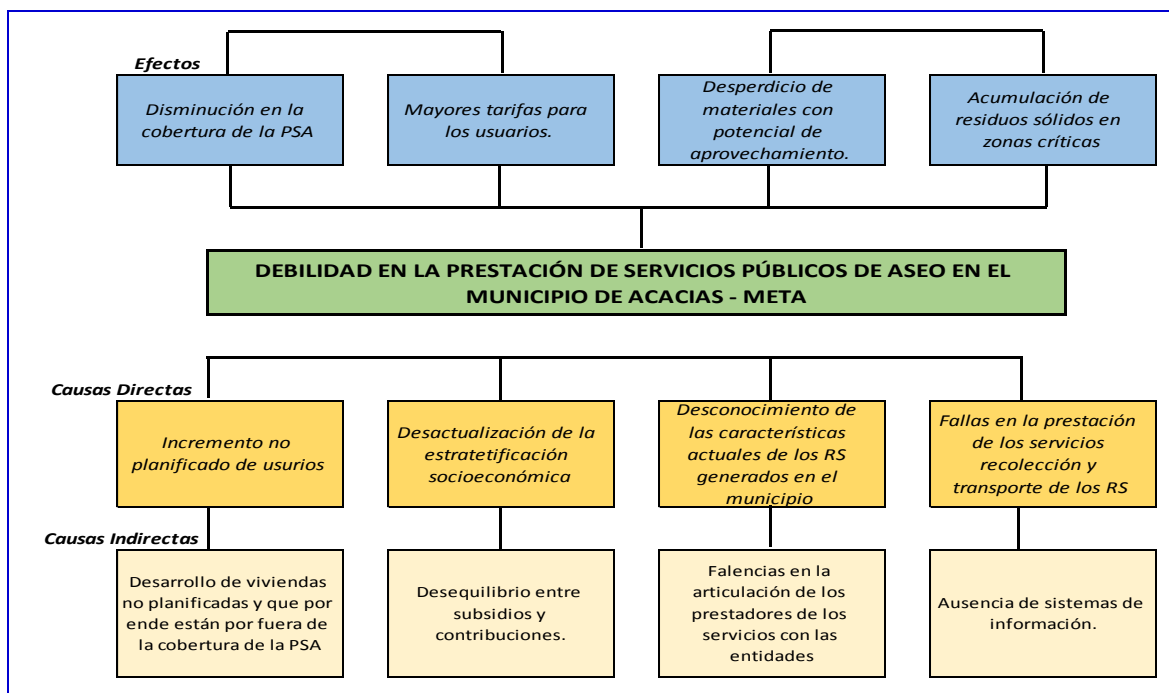 Efectos
Disminución en la
cobertura de la PSA
Mayores tarifas para
los usuarios.
Desperdicio de
materiales con
potencial de
aprovechamiento.
Acumulación de
residuos sólidos en
zonas críticas
DEBILIDAD EN LA PRESTACIÓN DE SERVICIOS PÚBLICOS DE ASEO EN EL
MUNICIPIO DE ACACIAS - META
Causas Directas
Incremento no
planificado de usurios
Desactualización de la
estratetificación
socioeconómica
Desconocimiento de
las características
actuales de los RS
generados en el
municipio
Fallas en la prestación
de los servicios
recolección y
transporte de los RS
Causas Indirectas
Desarrollo de viviendas
no planificadas y que por
ende están por fuera de
la cobertura de la PSA
Desequilibrio entre
subsidios y
contribuciones.
Falencias en la
articulación de los
prestadores de los
servicios con las
entidades
Ausencia de sistemas de
información.